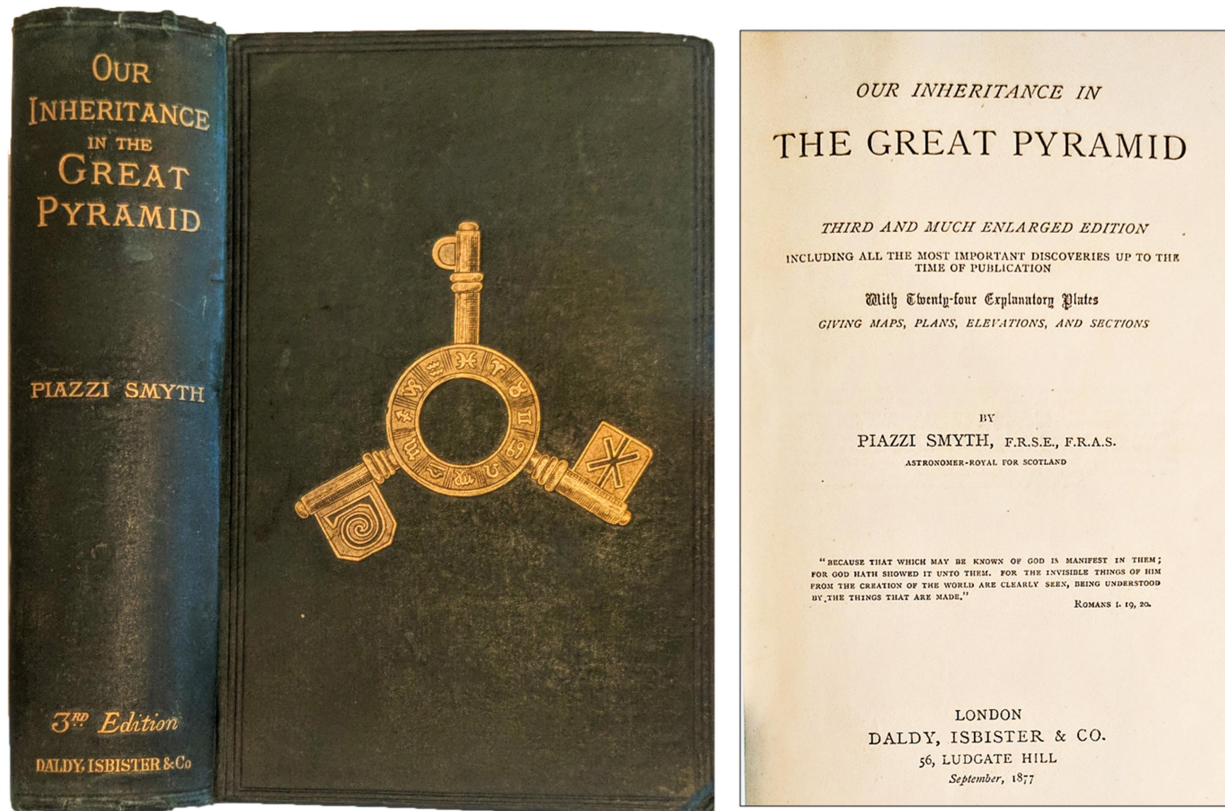 OUR
INHERITANCE
IN THE
GREAT
PYRAMID
PIAZZI SMYTH
3RD Edition
DALDY, ISBISTER & Co
OUR INHERITANCE IN
THE GREAT PYRAMID
THIRD AND MUCH ENLARGED EDITION
INCLUDING ALL THE MOST IMPORTANT DISCOVERIES UP TO THE
TIME OF PUBLICATION
With Twenty-four Explanatory Plates
GIVING MAPS, PLANS, ELEVATIONS, AND SECTIONS
BY
PIAZZI SMYTH, F.R.S.E., F.R.A.S.
ASTRONOMER-ROYAL FOR SCOTLAND
"BECAUSE THAT WHICH MAY BE KNOWN OF GOD IS MANIFEST IN THEM;
FOR GOD HATH SHOWED IT UNTO THEM. FOR THE INVISIBLE THINGS OF HIM
FROM THE CREATION OF THE WORLD ARE CLEARLY SEEN, BEING UNDERSTOOD
BY THE THINGS THAT ARE MADE."
ROMANS I. 19, 20.
LONDON
DALDY, ISBISTER & CO.
56, LUDGATE HILL
September, 1877